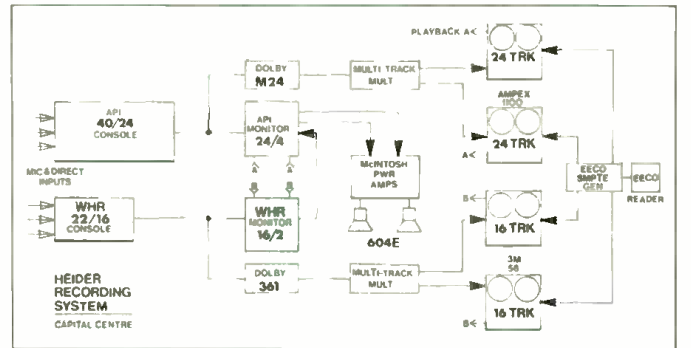 PLAYBACK A<
24 TRK
DOLBY
M24
MULTI TRACK
MULT
AMPEX
1100
24 TRK
A<
API
40/24
CONSOLE
API
MONITOR
24/4
MIC & DIRECT
INPUTS
McINTOSH
PWR
AMPS
EECO
SMPTE
GEN
EECO
READER
A A
B B
WHR
22/16
CONSOLE
WHR
MONITOR
16/2
604E
B<
16 TRK
DOLBY
361
MULTI-TRACK
MULT
3M
56
16 TRK
B<
HEIDER
RECORDING
SYSTEM
CAPITAL CENTRE